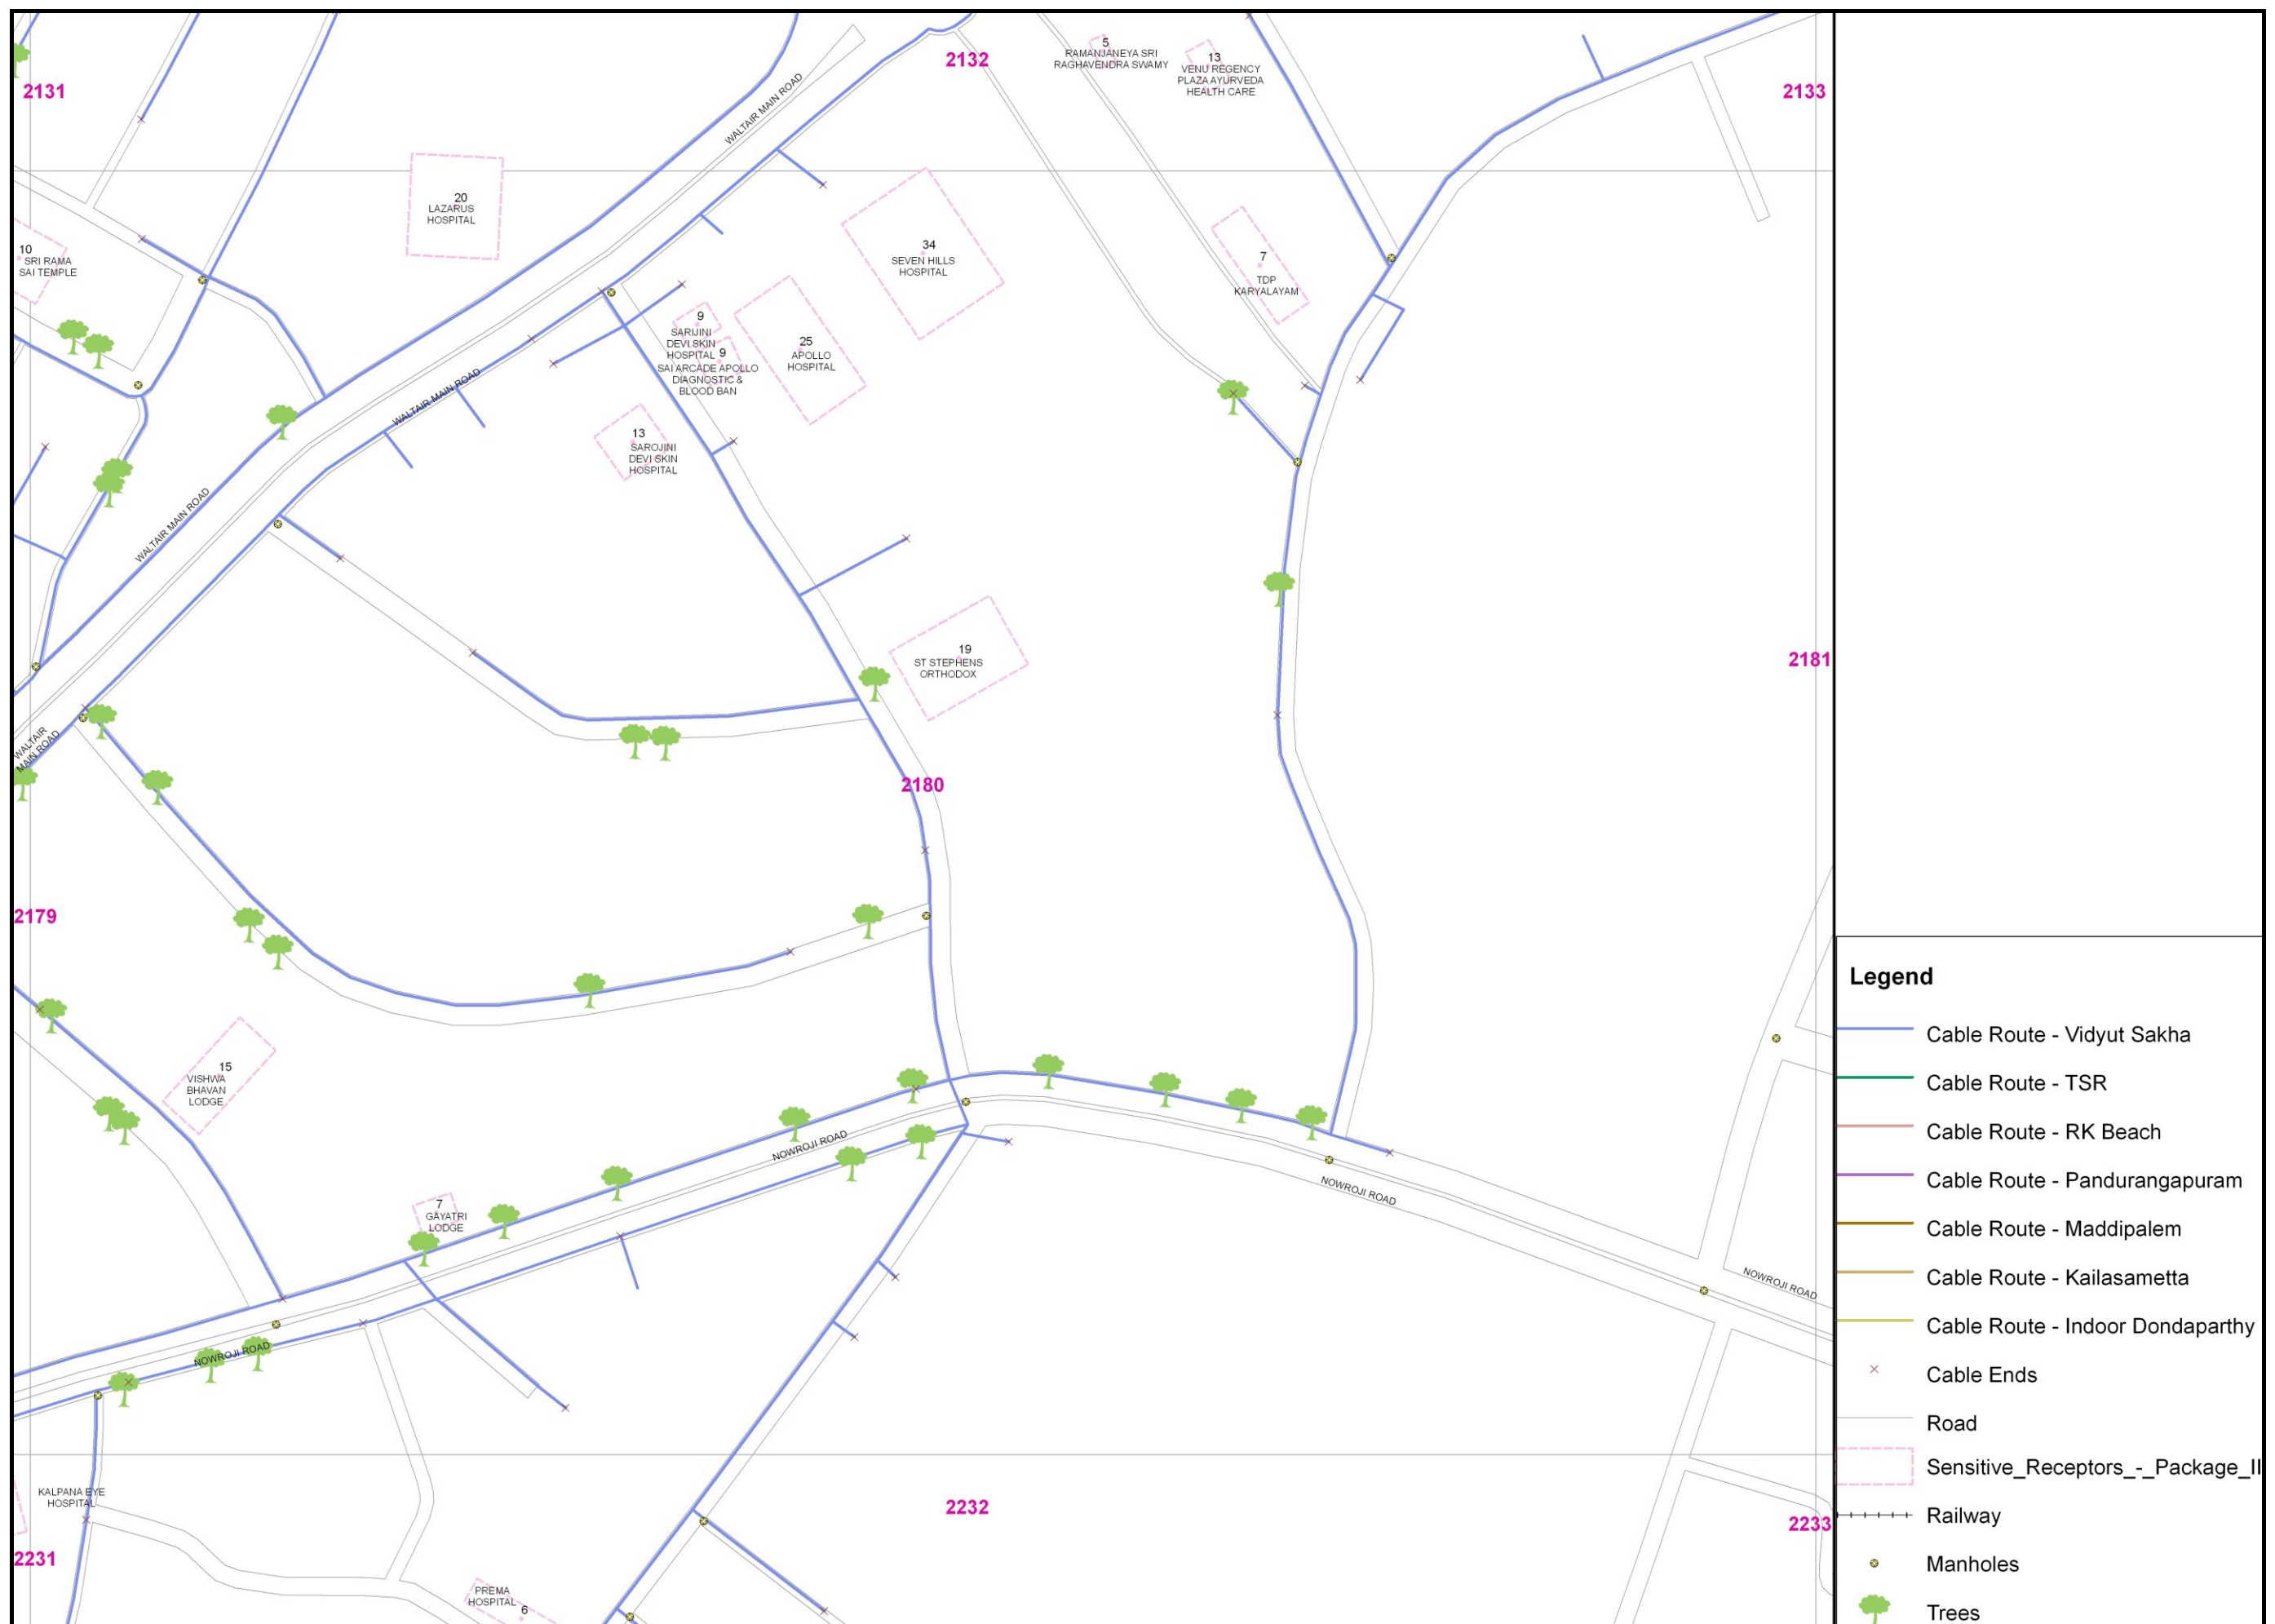 2132
5
RAMANJANEYA SRI
RAGHAVENDRA SWAMY
13
VENU REGENCY
PLAZA AYURVEDA
HEALTH CARE
2131
2133
WALTAIR MAIN ROAD
20
LAZARUS
HOSPITAL
10
SRI RAMA
SAI TEMPLE
34
SEVEN HILLS
HOSPITAL
7
TDP
KARYALAYAM
9
SARIJINI
DEVI SKIN
HOSPITAL
9
SAI ARCADE APOLLO
DIAGNOSTIC &
BLOOD BAN
25
APOLLO
HOSPITAL
WALTAIR MAIN ROAD
13
SAROJINI
DEVI SKIN
HOSPITAL
WALTAIR MAIN ROAD
19
ST STEPHENS
ORTHODOX
2181
WALTAIR
MAIN ROAD
2180
2179
15
VISHWA
BHAVAN
LODGE
NOWROJI ROAD
NOWROJI ROAD
7
GAYATRI
LODGE
NOWROJI ROAD
NOWROJI ROAD
KALPANA EYE
HOSPITAL
2232
2233
2231
PREMA
HOSPITAL
6
Legend
Cable Route - Vidyut Sakha
Cable Route - TSR
Cable Route - RK Beach
Cable Route - Pandurangapuram
Cable Route - Maddipalem
Cable Route - Kailasametta
Cable Route - Indoor Dondaparthy
Cable Ends
Road
Sensitive_Receptors_-_Package_II
Railway
Manholes
Trees